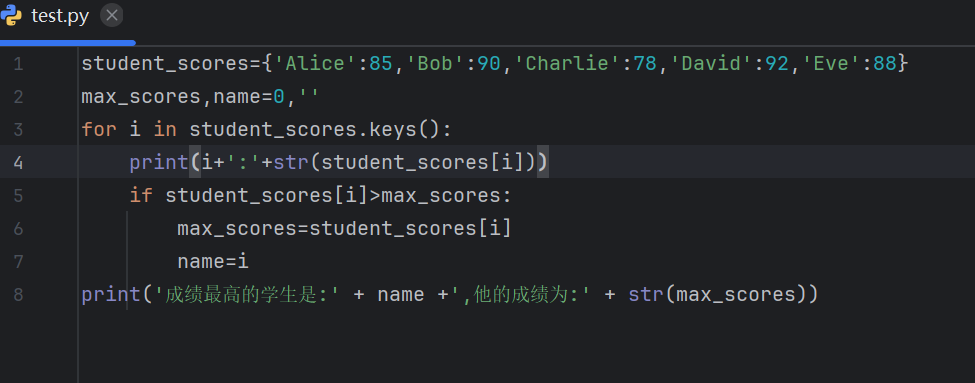 test.py
1 student_scores={'Alice':85,'Bob':90,'Charlie':78,'David':92,'Eve':88}
2 max_scores,name=0,''
3 for i in student_scores.keys():
4     print(i+':'+str(student_scores[i]))
5     if student_scores[i]>max_scores:
6         max_scores=student_scores[i]
7         name=i
8 print('成绩最高的学生是:' + name +',他的成绩为:' + str(max_scores))